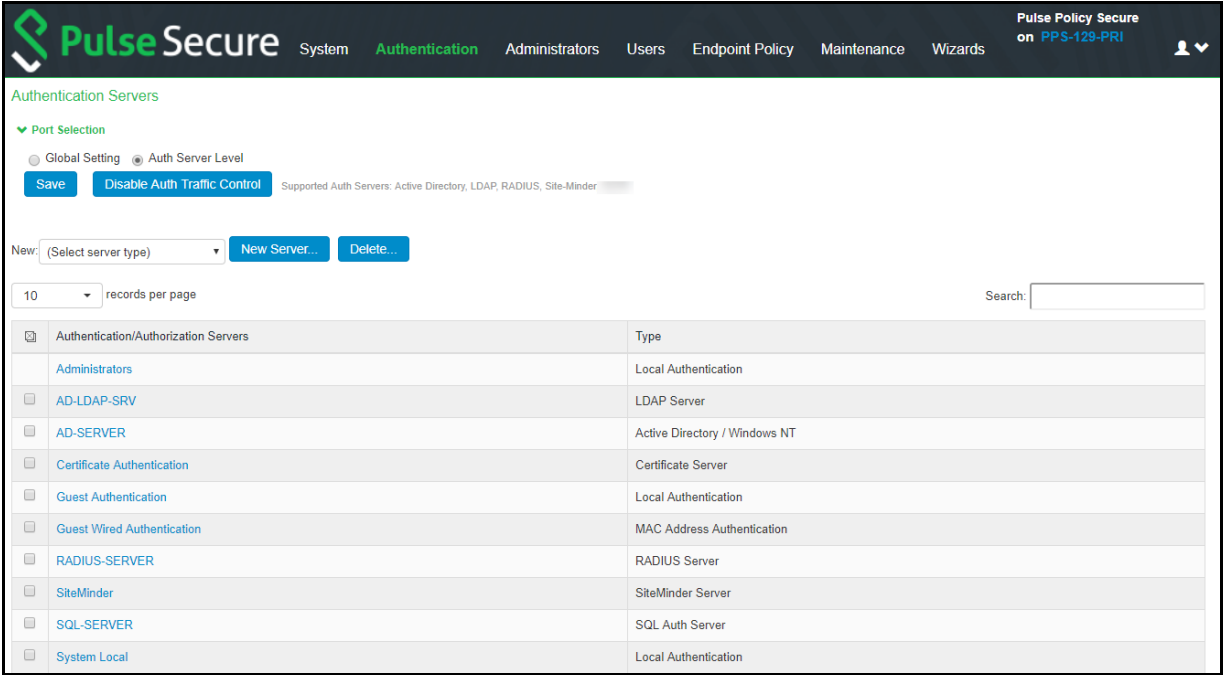 Pulse Secure System Authentication Administrators Users Endpoint Policy Maintenance Wizards
Pulse Policy Secure
on PPS-129-PRI
Authentication Servers
Port Selection
Global Setting Auth Server Level
Save Disable Auth Traffic Control Supported Auth Servers: Active Directory, LDAP, RADIUS, Site-Minder
New: (Select server type) New Server... Delete...
10 records per page Search:
Authentication/Authorization Servers Type
Administrators Local Authentication
AD-LDAP-SRV LDAP Server
AD-SERVER Active Directory / Windows NT
Certificate Authentication Certificate Server
Guest Authentication Local Authentication
Guest Wired Authentication MAC Address Authentication
RADIUS-SERVER RADIUS Server
SiteMinder SiteMinder Server
SQL-SERVER SQL Auth Server
System Local Local Authentication